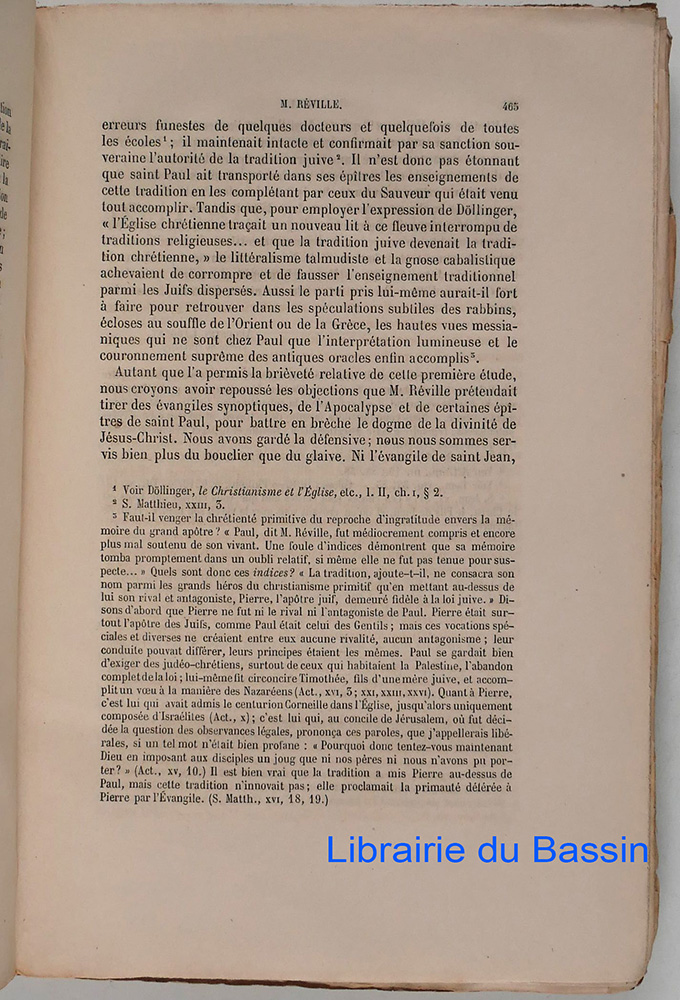 M. RÉVILLE. 465
erreurs funestes de quelques docteurs et quelquefois de toutes
les écoles¹ ; il maintenait intacte et confirmait par sa sanction sou-
veraine l'autorité de la tradition juive². Il n'est donc pas étonnant
que saint Paul ait transporté dans ses épîtres les enseignements de
cette tradition en les complétant par ceux du Sauveur qui était venu
tout accomplir. Tandis que, pour employer l'expression de Döllinger,
« l'Église chrétienne traçait un nouveau lit à ce fleuve interrompu de
traditions religieuses... et que la tradition juive devenait la tradi-
tion chrétienne, » le littéralisme talmudiste et la gnose cabalistique
achevaient de corrompre et de fausser l'enseignement traditionnel
parmi les Juifs dispersés. Aussi le parti pris lui-même aurait-il fort
à faire pour retrouver dans les spéculations subtiles des rabbins,
écloses au souffle de l'Orient ou de la Grèce, les hautes vues messia-
niques qui ne sont chez Paul que l'interprétation lumineuse et le
couronnement suprême des antiques oracles enfin accomplis³.
Autant que l'a permis la brièveté relative de cette première étude,
nous croyons avoir repoussé les objections que M. Réville prétendait
tirer des évangiles synoptiques, de l'Apocalypse et de certaines épî-
tres de saint Paul, pour battre en brèche le dogme de la divinité de
Jésus-Christ. Nous avons gardé la défensive ; nous nous sommes ser-
vis bien plus du bouclier que du glaive. Ni l'évangile de saint Jean,
¹ Voir Döllinger, le Christianisme et l'Église, etc., l. II, ch. I, § 2.
² S. Matthieu, XXIII, 3.
³ Faut-il venger la chrétienté primitive du reproche d'ingratitude envers la mé-
moire du grand apôtre ? « Paul, dit M. Réville, fut médiocrement compris et encore
plus mal soutenu de son vivant. Une foule d'indices démontrent que sa mémoire
tomba promptement dans un oubli relatif, si même elle ne fut pas tenue pour sus-
pecte... » Quels sont donc ces indices ? « La tradition, ajoute-t-il, ne consacra son
nom parmi les grands héros du christianisme primitif qu'en mettant au-dessus de
lui son rival et antagoniste, Pierre, l'apôtre juif, demeuré fidèle à la loi juive. » Di-
sons d'abord que Pierre ne fut ni le rival ni l'antagoniste de Paul. Pierre était sur-
tout l'apôtre des Juifs, comme Paul était celui des Gentils ; mais ces vocations spé-
ciales et diverses ne créaient entre eux aucune rivalité, aucun antagonisme ; leur
conduite pouvait différer, leurs principes étaient les mêmes. Paul se gardait bien
d'exiger des judéo-chrétiens, surtout de ceux qui habitaient la Palestine, l'abandon
complet de la loi ; lui-même fit circoncire Timothée, fils d'une mère juive, et accom-
plit un vœu à la manière des Nazaréens (Act., XVI, 3 ; XXI, XXIII, XXVI). Quant à Pierre,
c'est lui qui avait admis le centurion Corneille dans l'Église, jusqu'alors uniquement
composée d'Israélites (Act., X) ; c'est lui qui, au concile de Jérusalem, où fut déci-
dée la question des observances légales, prononça ces paroles, que j'appellerais libé-
rales, si un tel mot n'était bien profane : « Pourquoi donc tentez-vous maintenant
Dieu en imposant aux disciples un joug que ni nos pères ni nous n'avons pu por-
ter ? » (Act., XV, 10.) Il est bien vrai que la tradition a mis Pierre au-dessus de
Paul, mais cette tradition n'innovait pas ; elle proclamait la primauté déférée à
Pierre par l'Évangile. (S. Matth., XVI, 18, 19.)
Librairie du Bassin